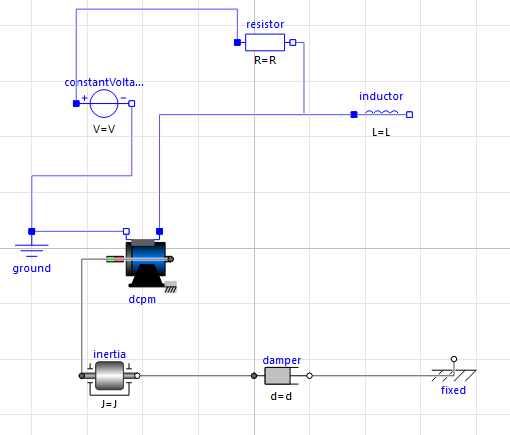 resistor
R=R
constantVolta...
+ −
V=V
inductor
L=L
ground
dcpm
inertia
J=J
damper
d=d
fixed